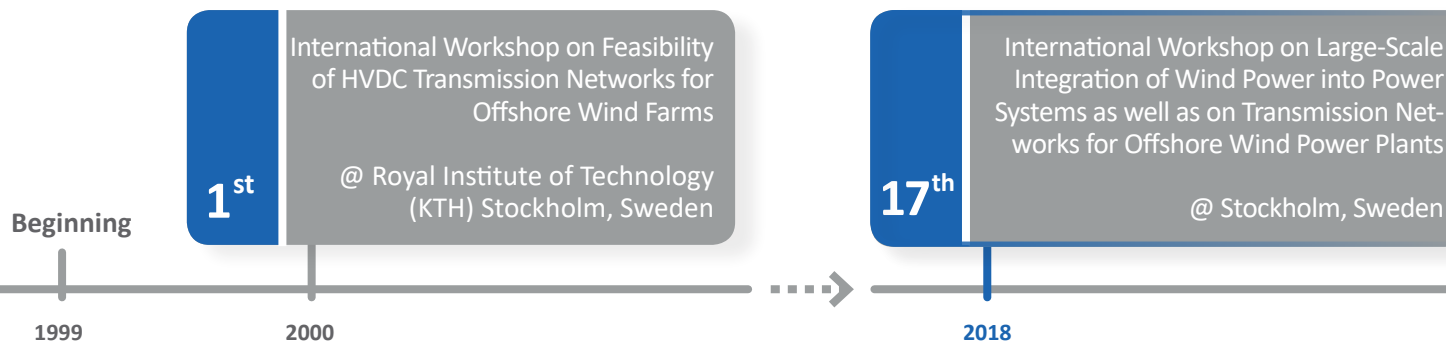 Beginning
1999
1st
International Workshop on Feasibility
of HVDC Transmission Networks for
Offshore Wind Farms
@ Royal Institute of Technology
(KTH) Stockholm, Sweden
2000
17th
International Workshop on Large-Scale
Integration of Wind Power into Power
Systems as well as on Transmission Net-
works for Offshore Wind Power Plants
@ Stockholm, Sweden
2018